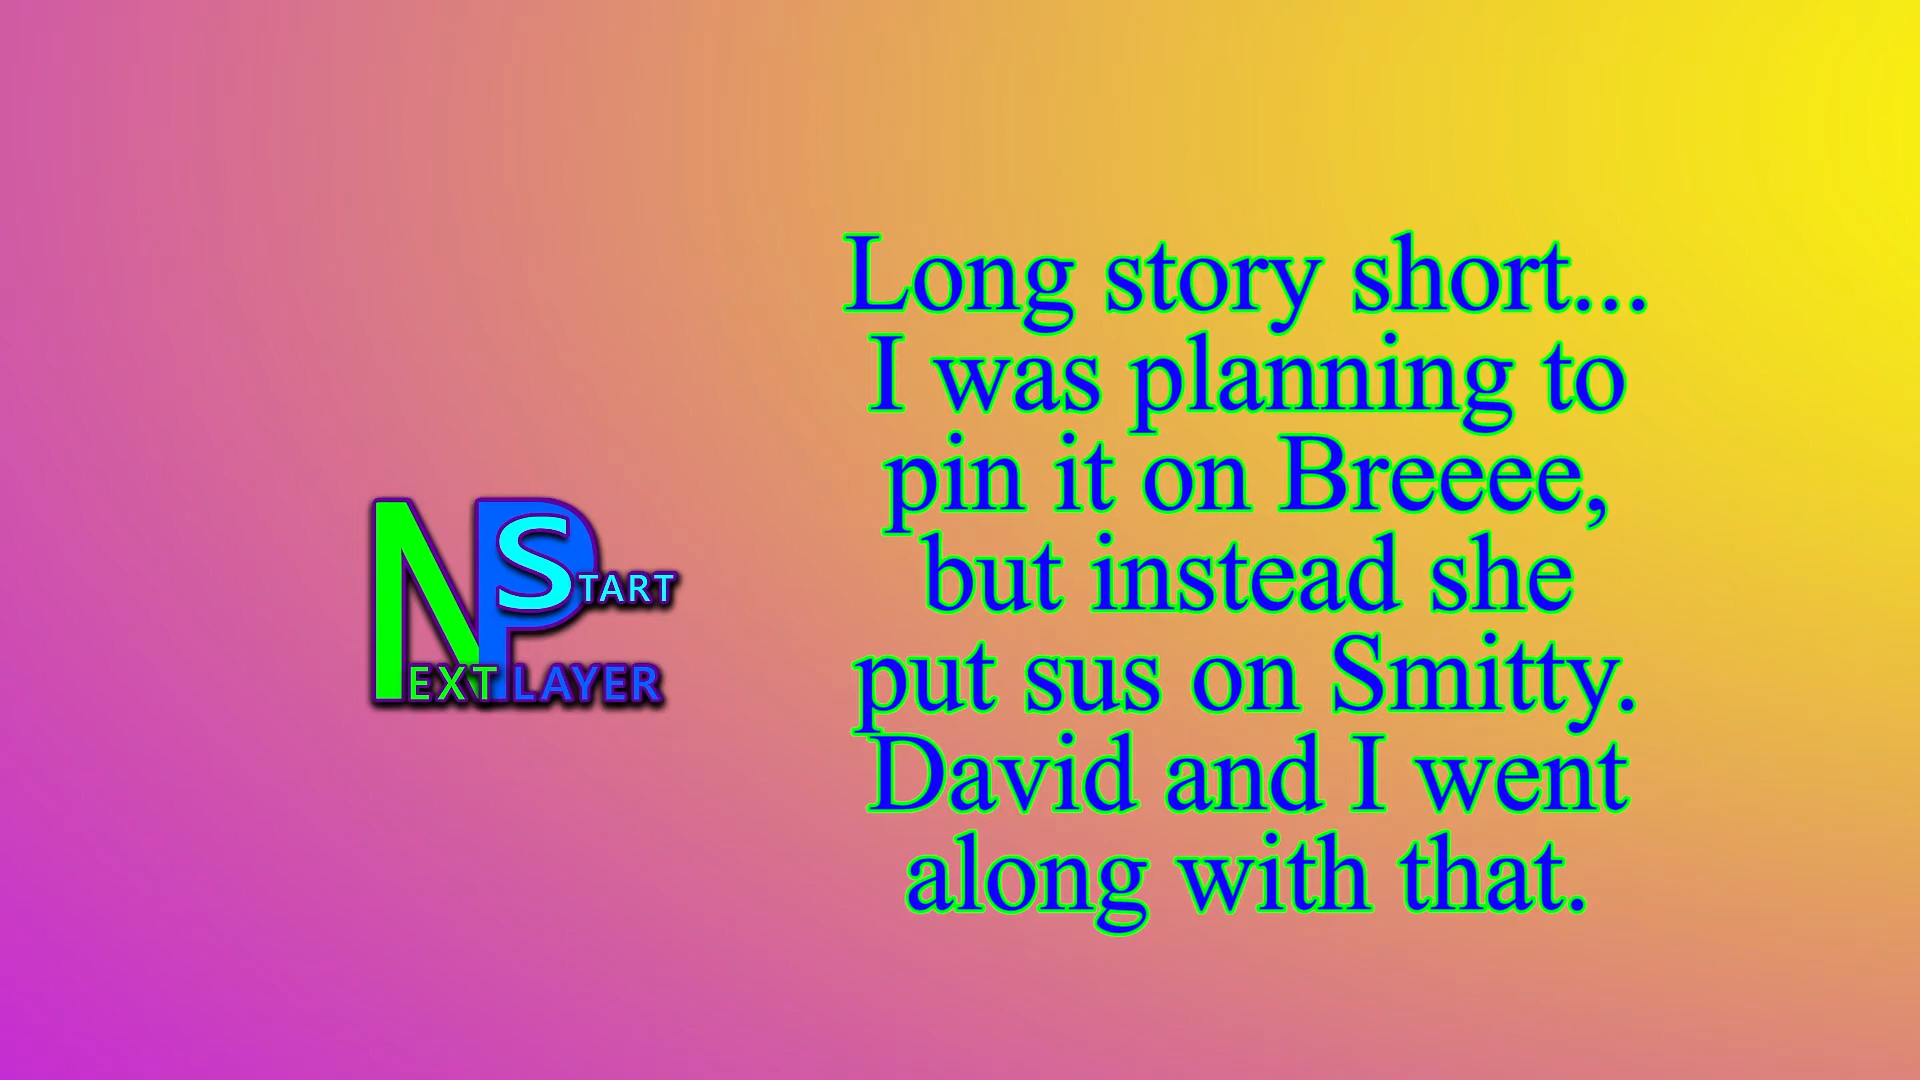 NEXT PLAYER START
Long story short...
I was planning to
pin it on Breeee,
but instead she
put sus on Smitty.
David and I went
along with that.